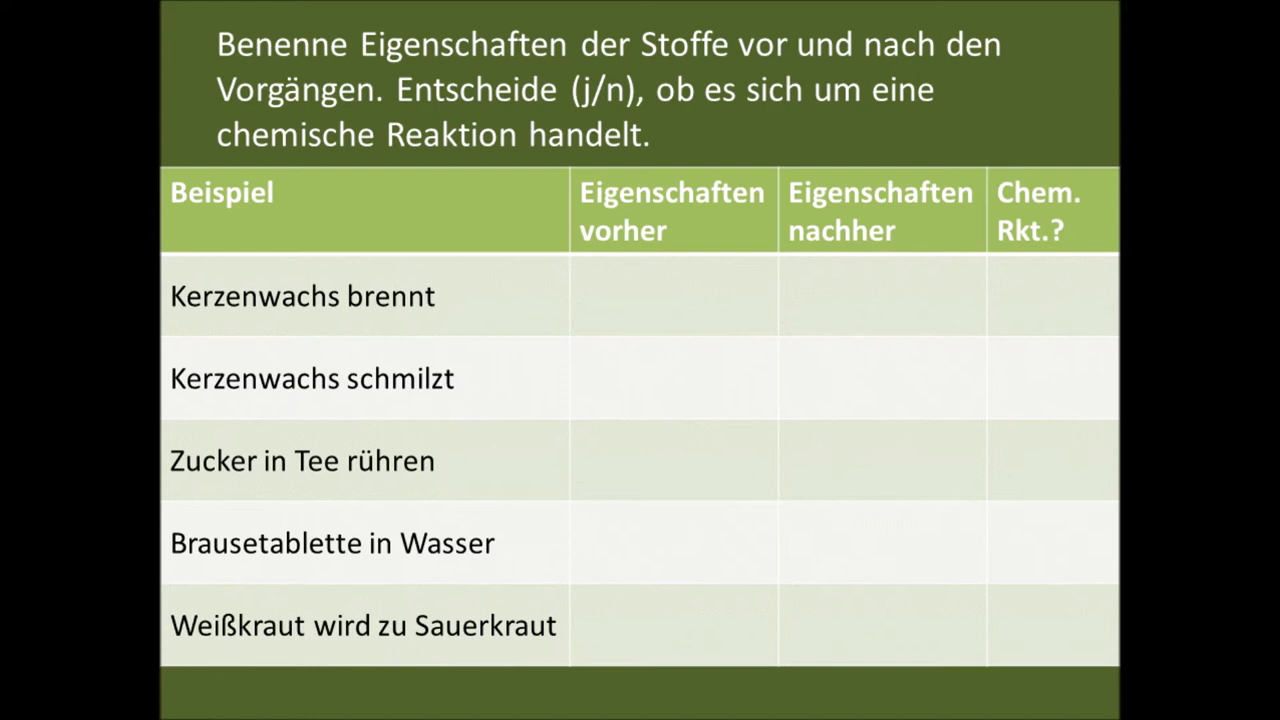 Benenne Eigenschaften der Stoffe vor und nach den
Vorgängen. Entscheide (j/n), ob es sich um eine
chemische Reaktion handelt.
Beispiel
Eigenschaften
vorher
Eigenschaften
nachher
Chem.
Rkt.?
Kerzenwachs brennt
Kerzenwachs schmilzt
Zucker in Tee rühren
Brausetablette in Wasser
Weißkraut wird zu Sauerkraut